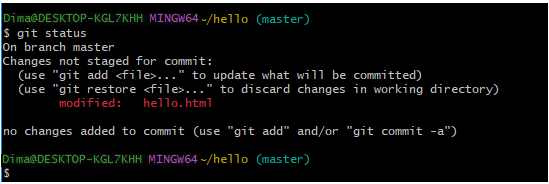 Dima@DESKTOP-KGL7KHH MINGW64 ~/hello (master)
$ git status
On branch master
Changes not staged for commit:
  (use "git add <file>..." to update what will be committed)
  (use "git restore <file>..." to discard changes in working directory)
        modified:   hello.html

no changes added to commit (use "git add" and/or "git commit -a")

Dima@DESKTOP-KGL7KHH MINGW64 ~/hello (master)
$